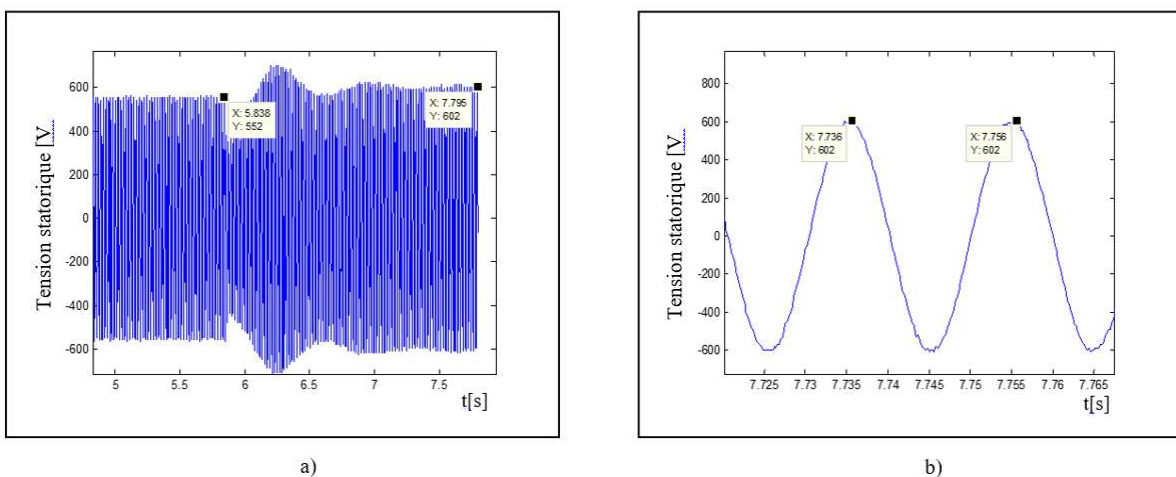 Tension statorique [V
600
400
200
0
-200
-400
-600
X: 5.838
Y: 552
X: 7.795
Y: 602
5 5.5 6 6.5 7 7.5
t[s]
a)
Tension statorique [V
800
600
400
200
0
-200
-400
-600
X: 7.736
Y: 602
X: 7.756
Y: 602
7.725 7.73 7.735 7.74 7.745 7.75 7.755 7.76 7.765
t[s]
b)